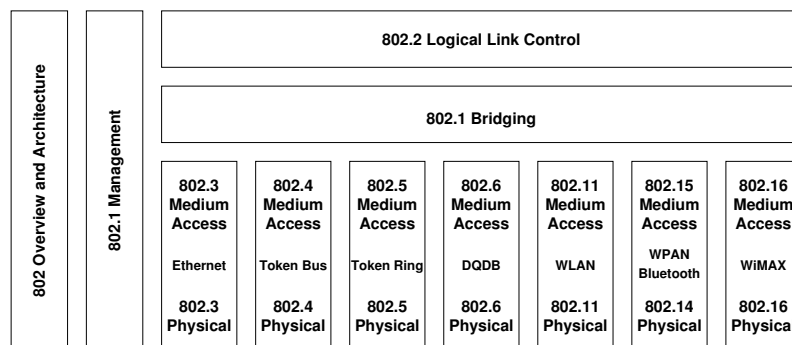 802 Overview and Architecture
802.1 Management
802.2 Logical Link Control
802.1 Bridging
802.3
Medium
Access
Ethernet
802.3
Physical
802.4
Medium
Access
Token Bus
802.4
Physical
802.5
Medium
Access
Token Ring
802.5
Physical
802.6
Medium
Access
DQDB
802.6
Physical
802.11
Medium
Access
WLAN
802.11
Physical
802.15
Medium
Access
WPAN
Bluetooth
802.14
Physical
802.16
Medium
Access
WiMAX
802.16
Physical